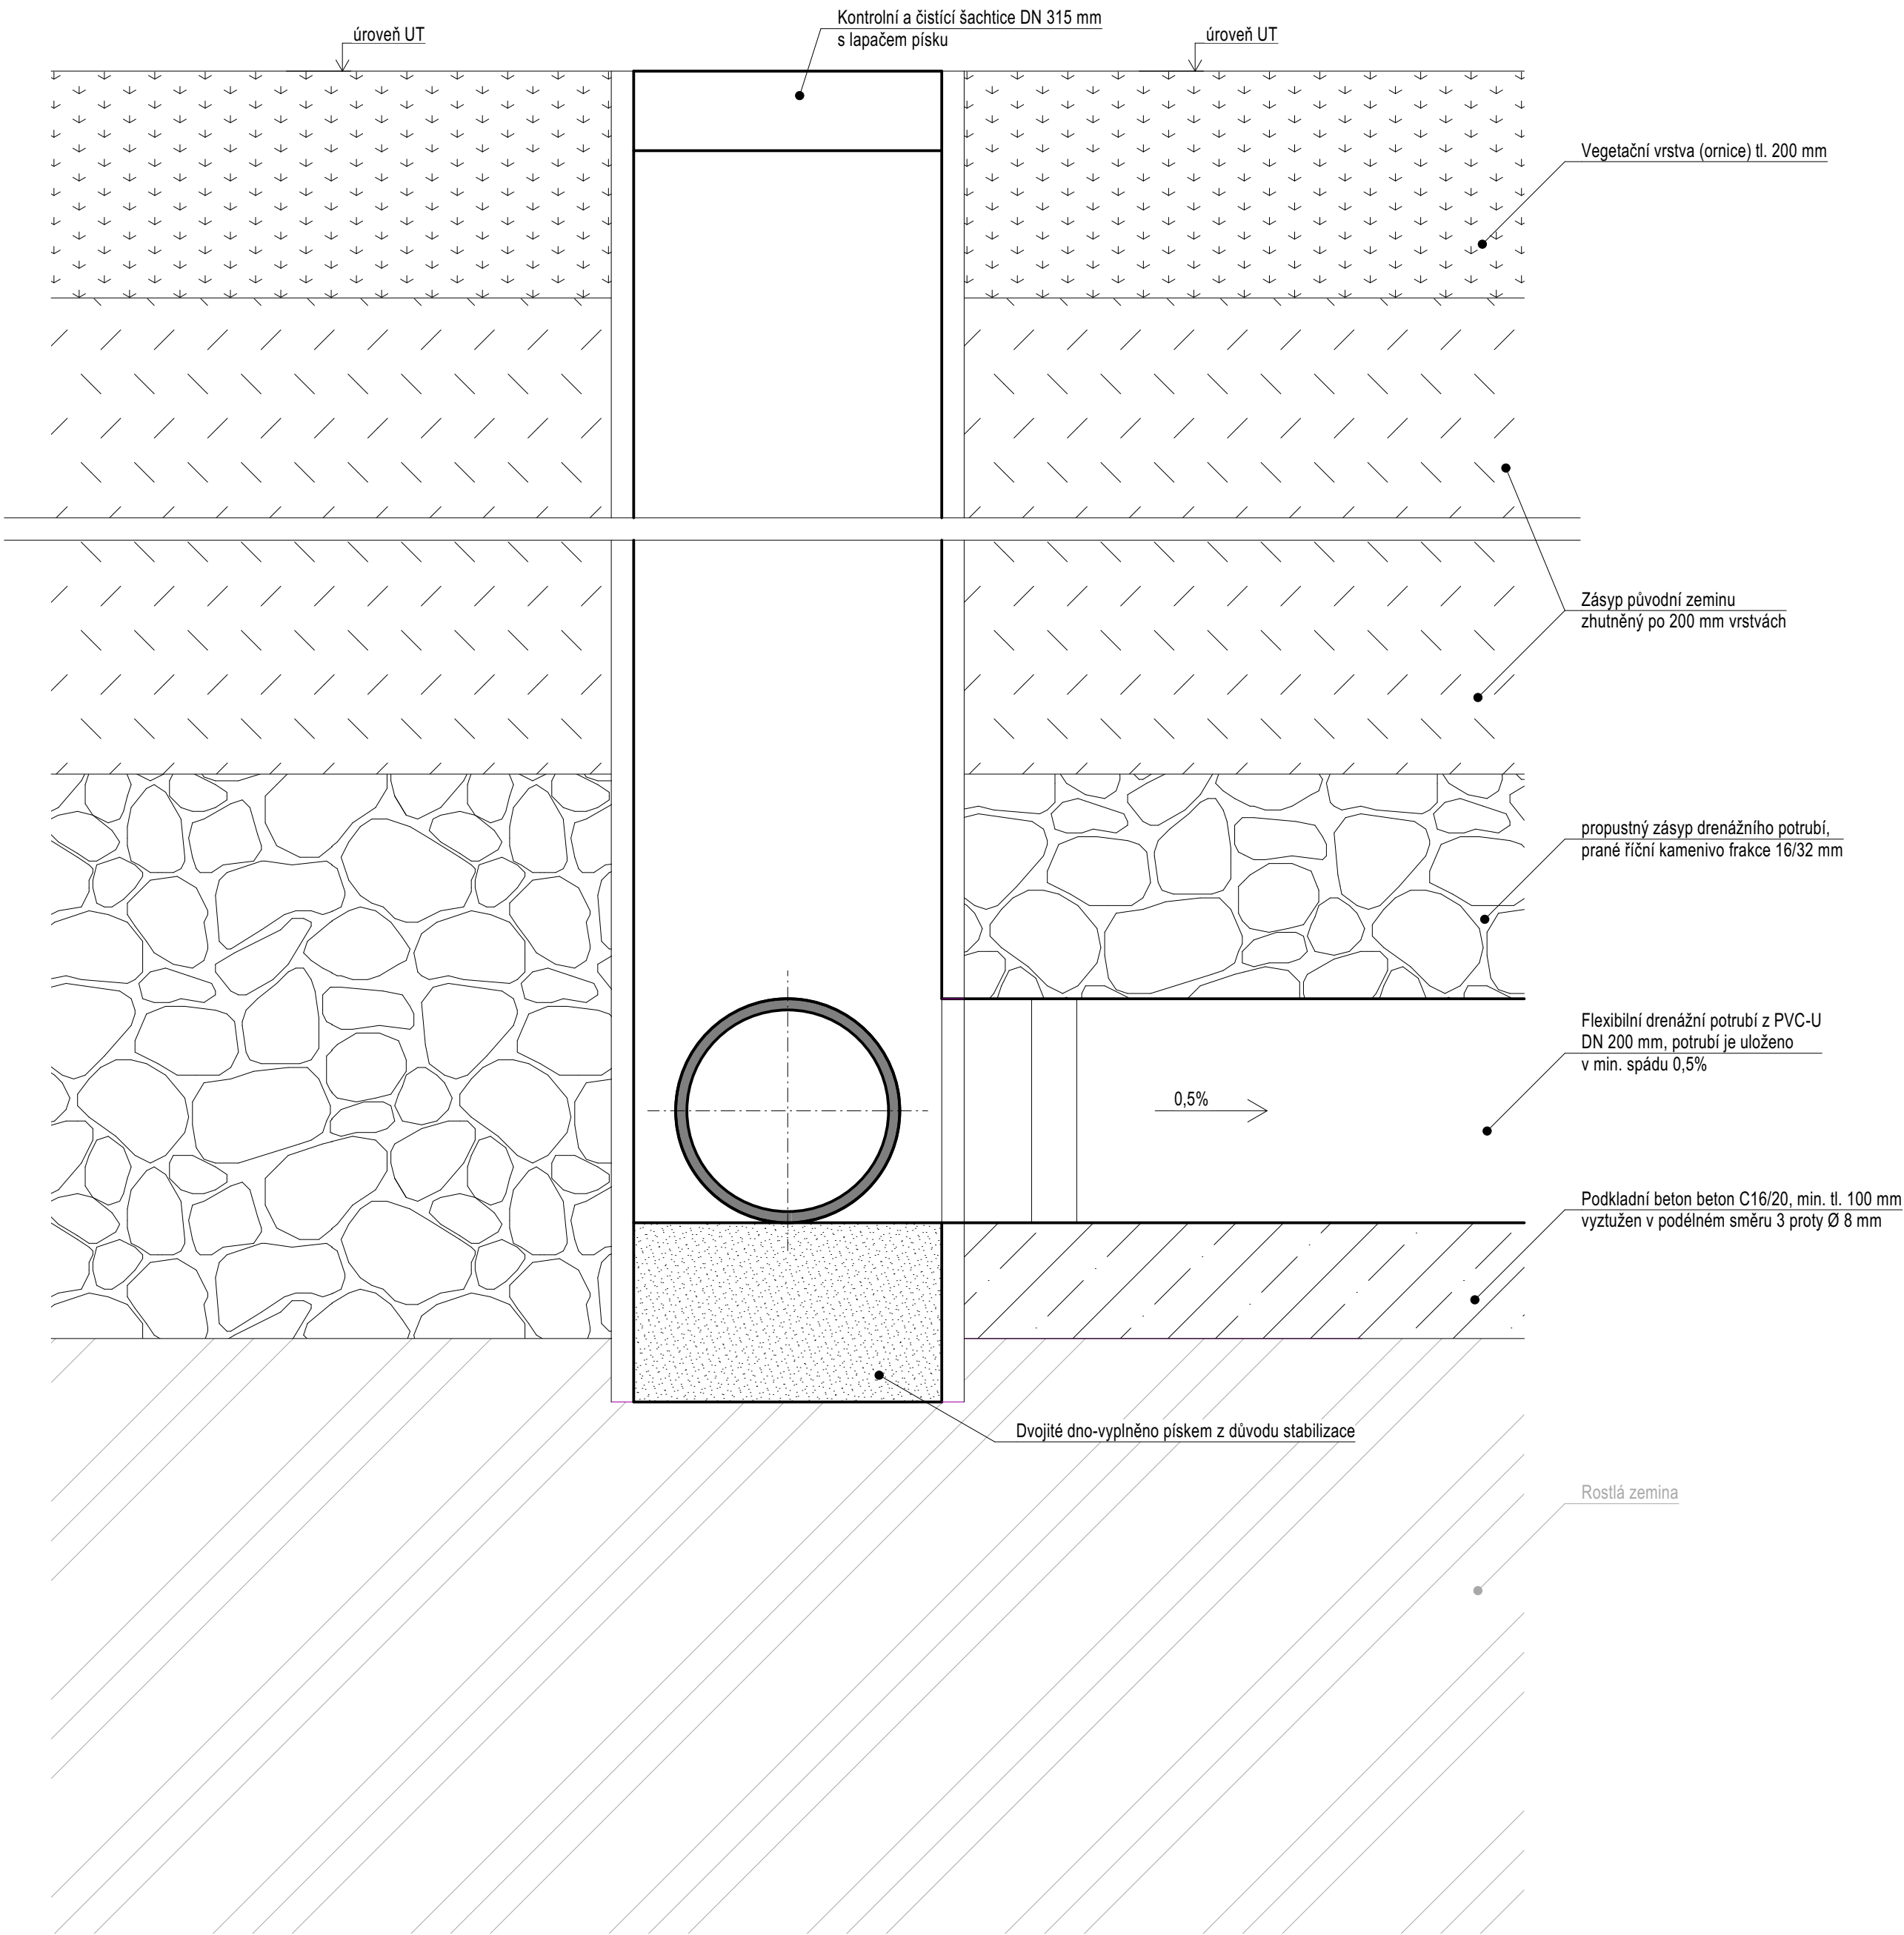 Kontrolní a čistící šachtice DN 315 mm
s lapačem písku
úroveň UT
úroveň UT
Vegetační vrstva (ornice) tl. 200 mm
Zásyp původní zeminu
zhutněný po 200 mm vrstvách
propustný zásyp drenážního potrubí,
prané říční kamenivo frakce 16/32 mm
Flexibilní drenážní potrubí z PVC-U
DN 200 mm, potrubí je uloženo
v min. spádu 0,5%
0,5%
Podkladní beton beton C16/20, min. tl. 100 mm
vyztužen v podélném směru 3 proty Ø 8 mm
Dvojité dno-vyplněno pískem z důvodu stabilizace
Rostlá zemina